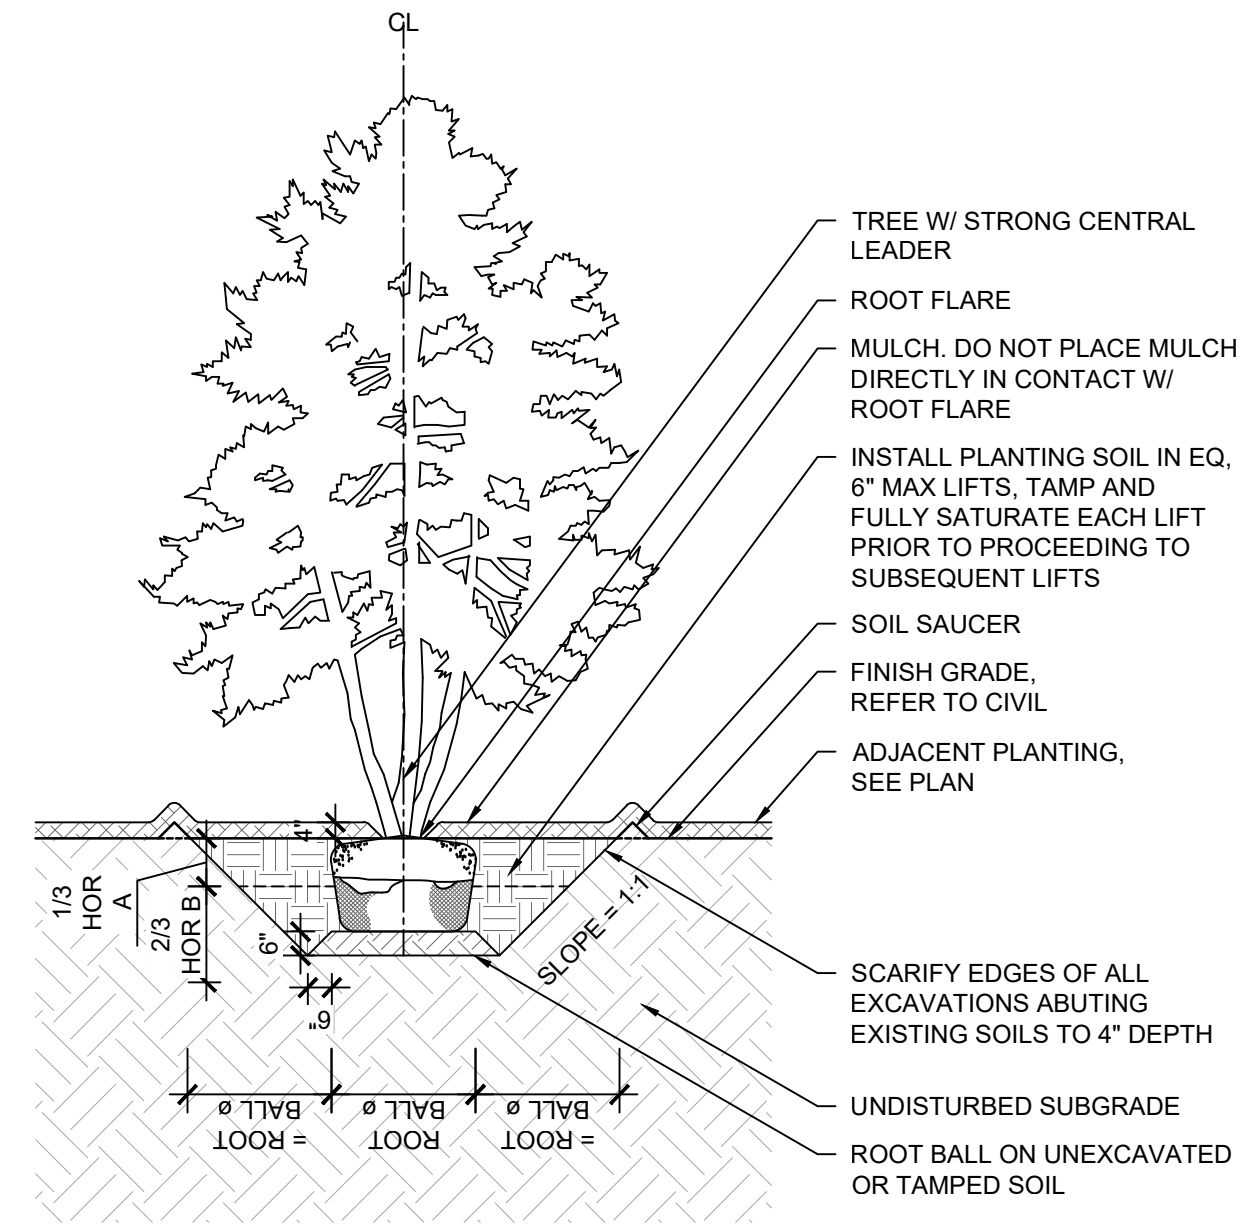 CL
TREE W/ STRONG CENTRAL
LEADER
ROOT FLARE
MULCH. DO NOT PLACE MULCH
DIRECTLY IN CONTACT W/
ROOT FLARE
INSTALL PLANTING SOIL IN EQ,
6" MAX LIFTS, TAMP AND
FULLY SATURATE EACH LIFT
PRIOR TO PROCEEDING TO
SUBSEQUENT LIFTS
SOIL SAUCER
FINISH GRADE,
REFER TO CIVIL
ADJACENT PLANTING,
SEE PLAN
4"
1/3
HOR
A
2/3
HOR B
6"
6"
SLOPE = 1:1
SCARIFY EDGES OF ALL
EXCAVATIONS ABUTING
EXISTING SOILS TO 4" DEPTH
UNDISTURBED SUBGRADE
ROOT BALL ON UNEXCAVATED
OR TAMPED SOIL
= ROOT
BALL ø
ROOT
BALL ø
= ROOT
BALL ø